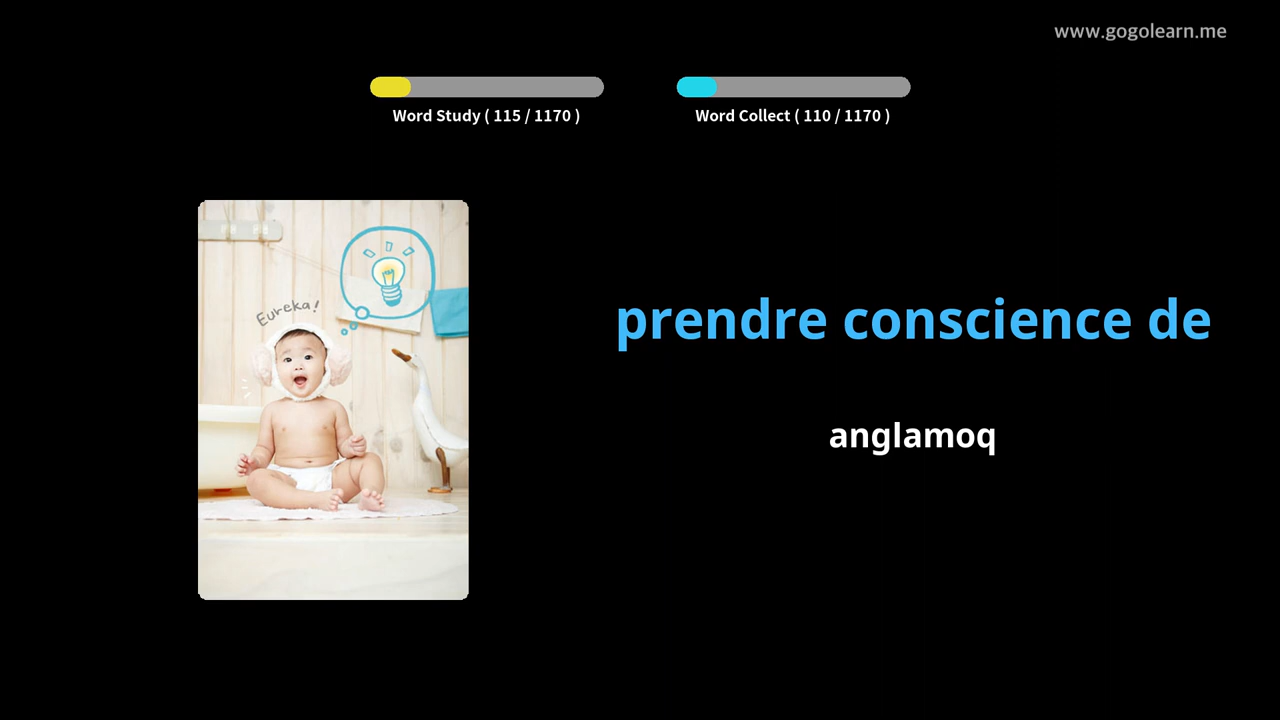 www.gogolearn.me
Word Study ( 115 / 1170 )
Word Collect ( 110 / 1170 )
Eureka!
prendre conscience de
anglamoq